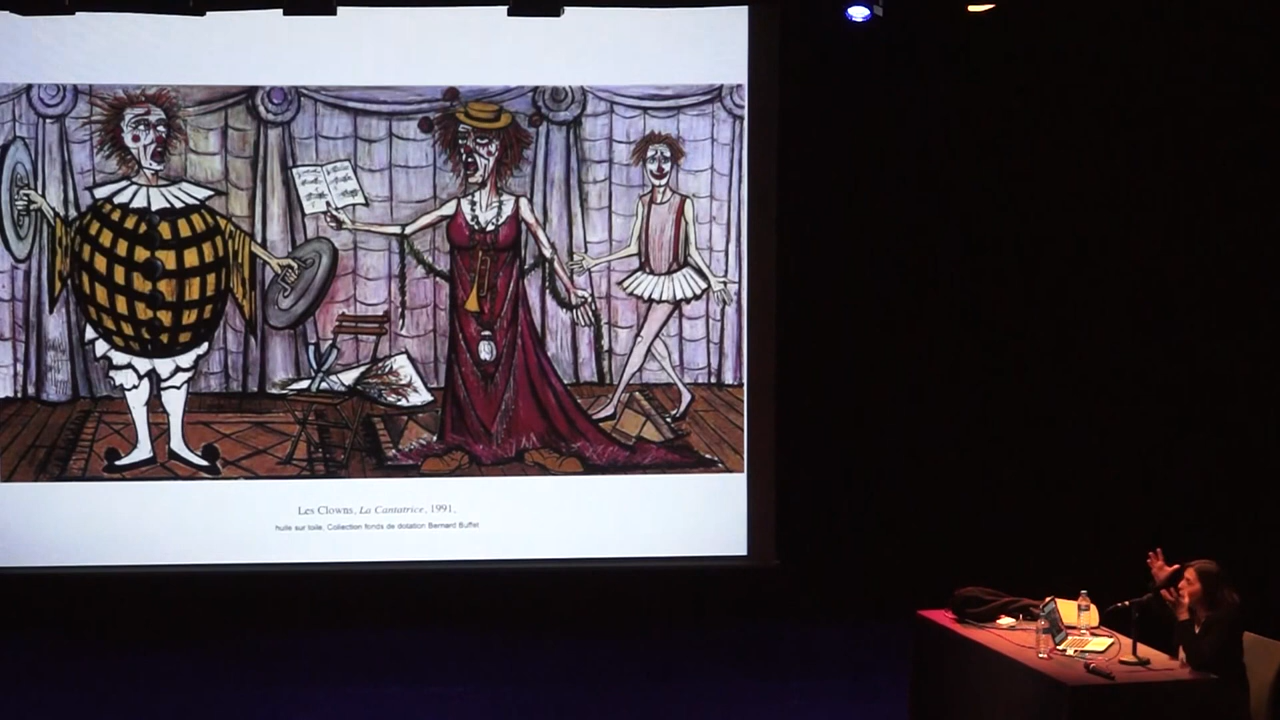 Les Clowns, La Cantatrice, 1991,
huile sur toile, Collection fonds de dotation Bernard Buffet